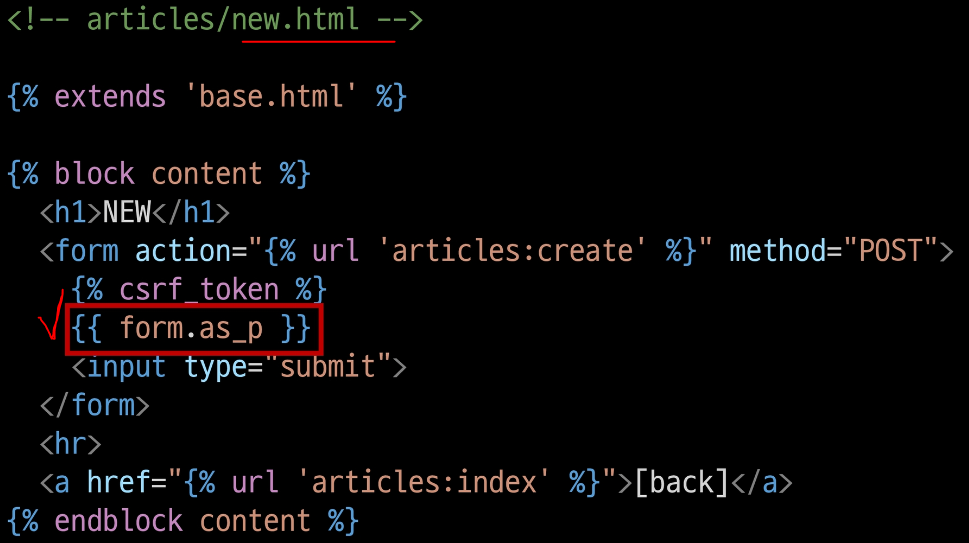 <!-- articles/new.html -->
{% extends 'base.html' %}
{% block content %}
<h1>NEW</h1>
<form action="{% url 'articles:create' %}" method="POST">
{% csrf_token %}
{{ form.as_p }}
<input type="submit">
</form>
<hr>
<a href="{% url 'articles:index' %}">[back]</a>
{% endblock content %}